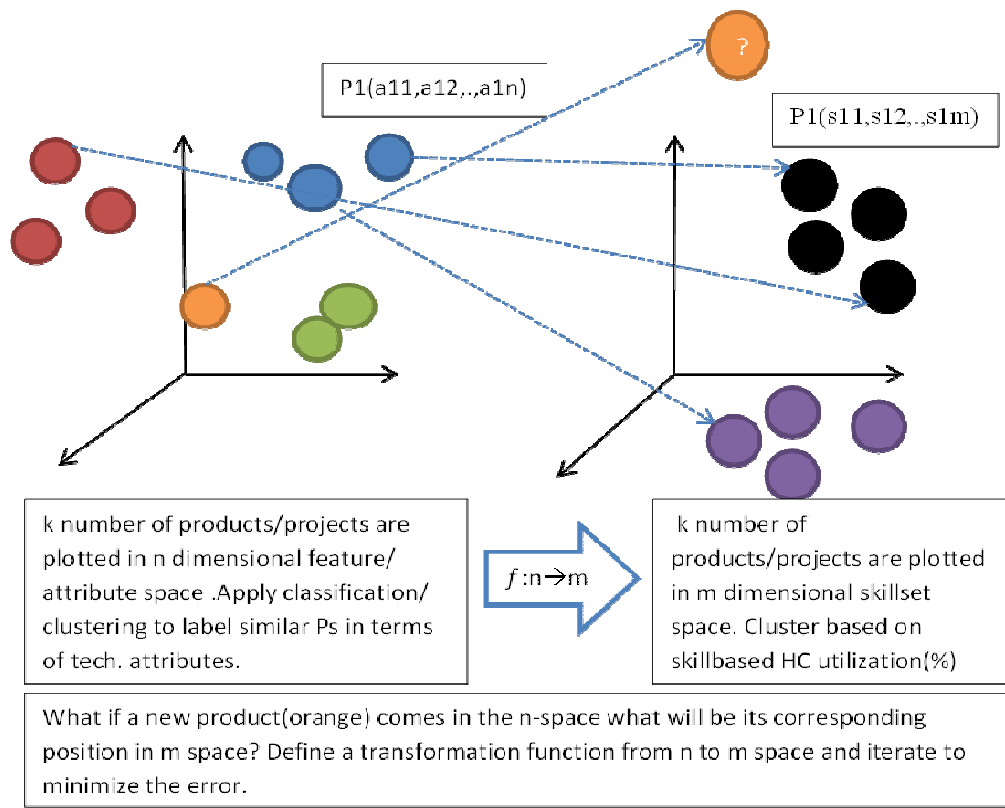 ?
P1(a11,a12,.,a1n)
P1(s11,s12,.,s1m)
k number of products/projects are
plotted in n dimensional feature/
attribute space .Apply classification/
clustering to label similar Ps in terms
of tech. attributes.
f:n→m
k number of
products/projects are plotted
in m dimensional skillset
space. Cluster based on
skillbased HC utilization(%)
What if a new product(orange) comes in the n-space what will be its corresponding
position in m space? Define a transformation function from n to m space and iterate to
minimize the error.